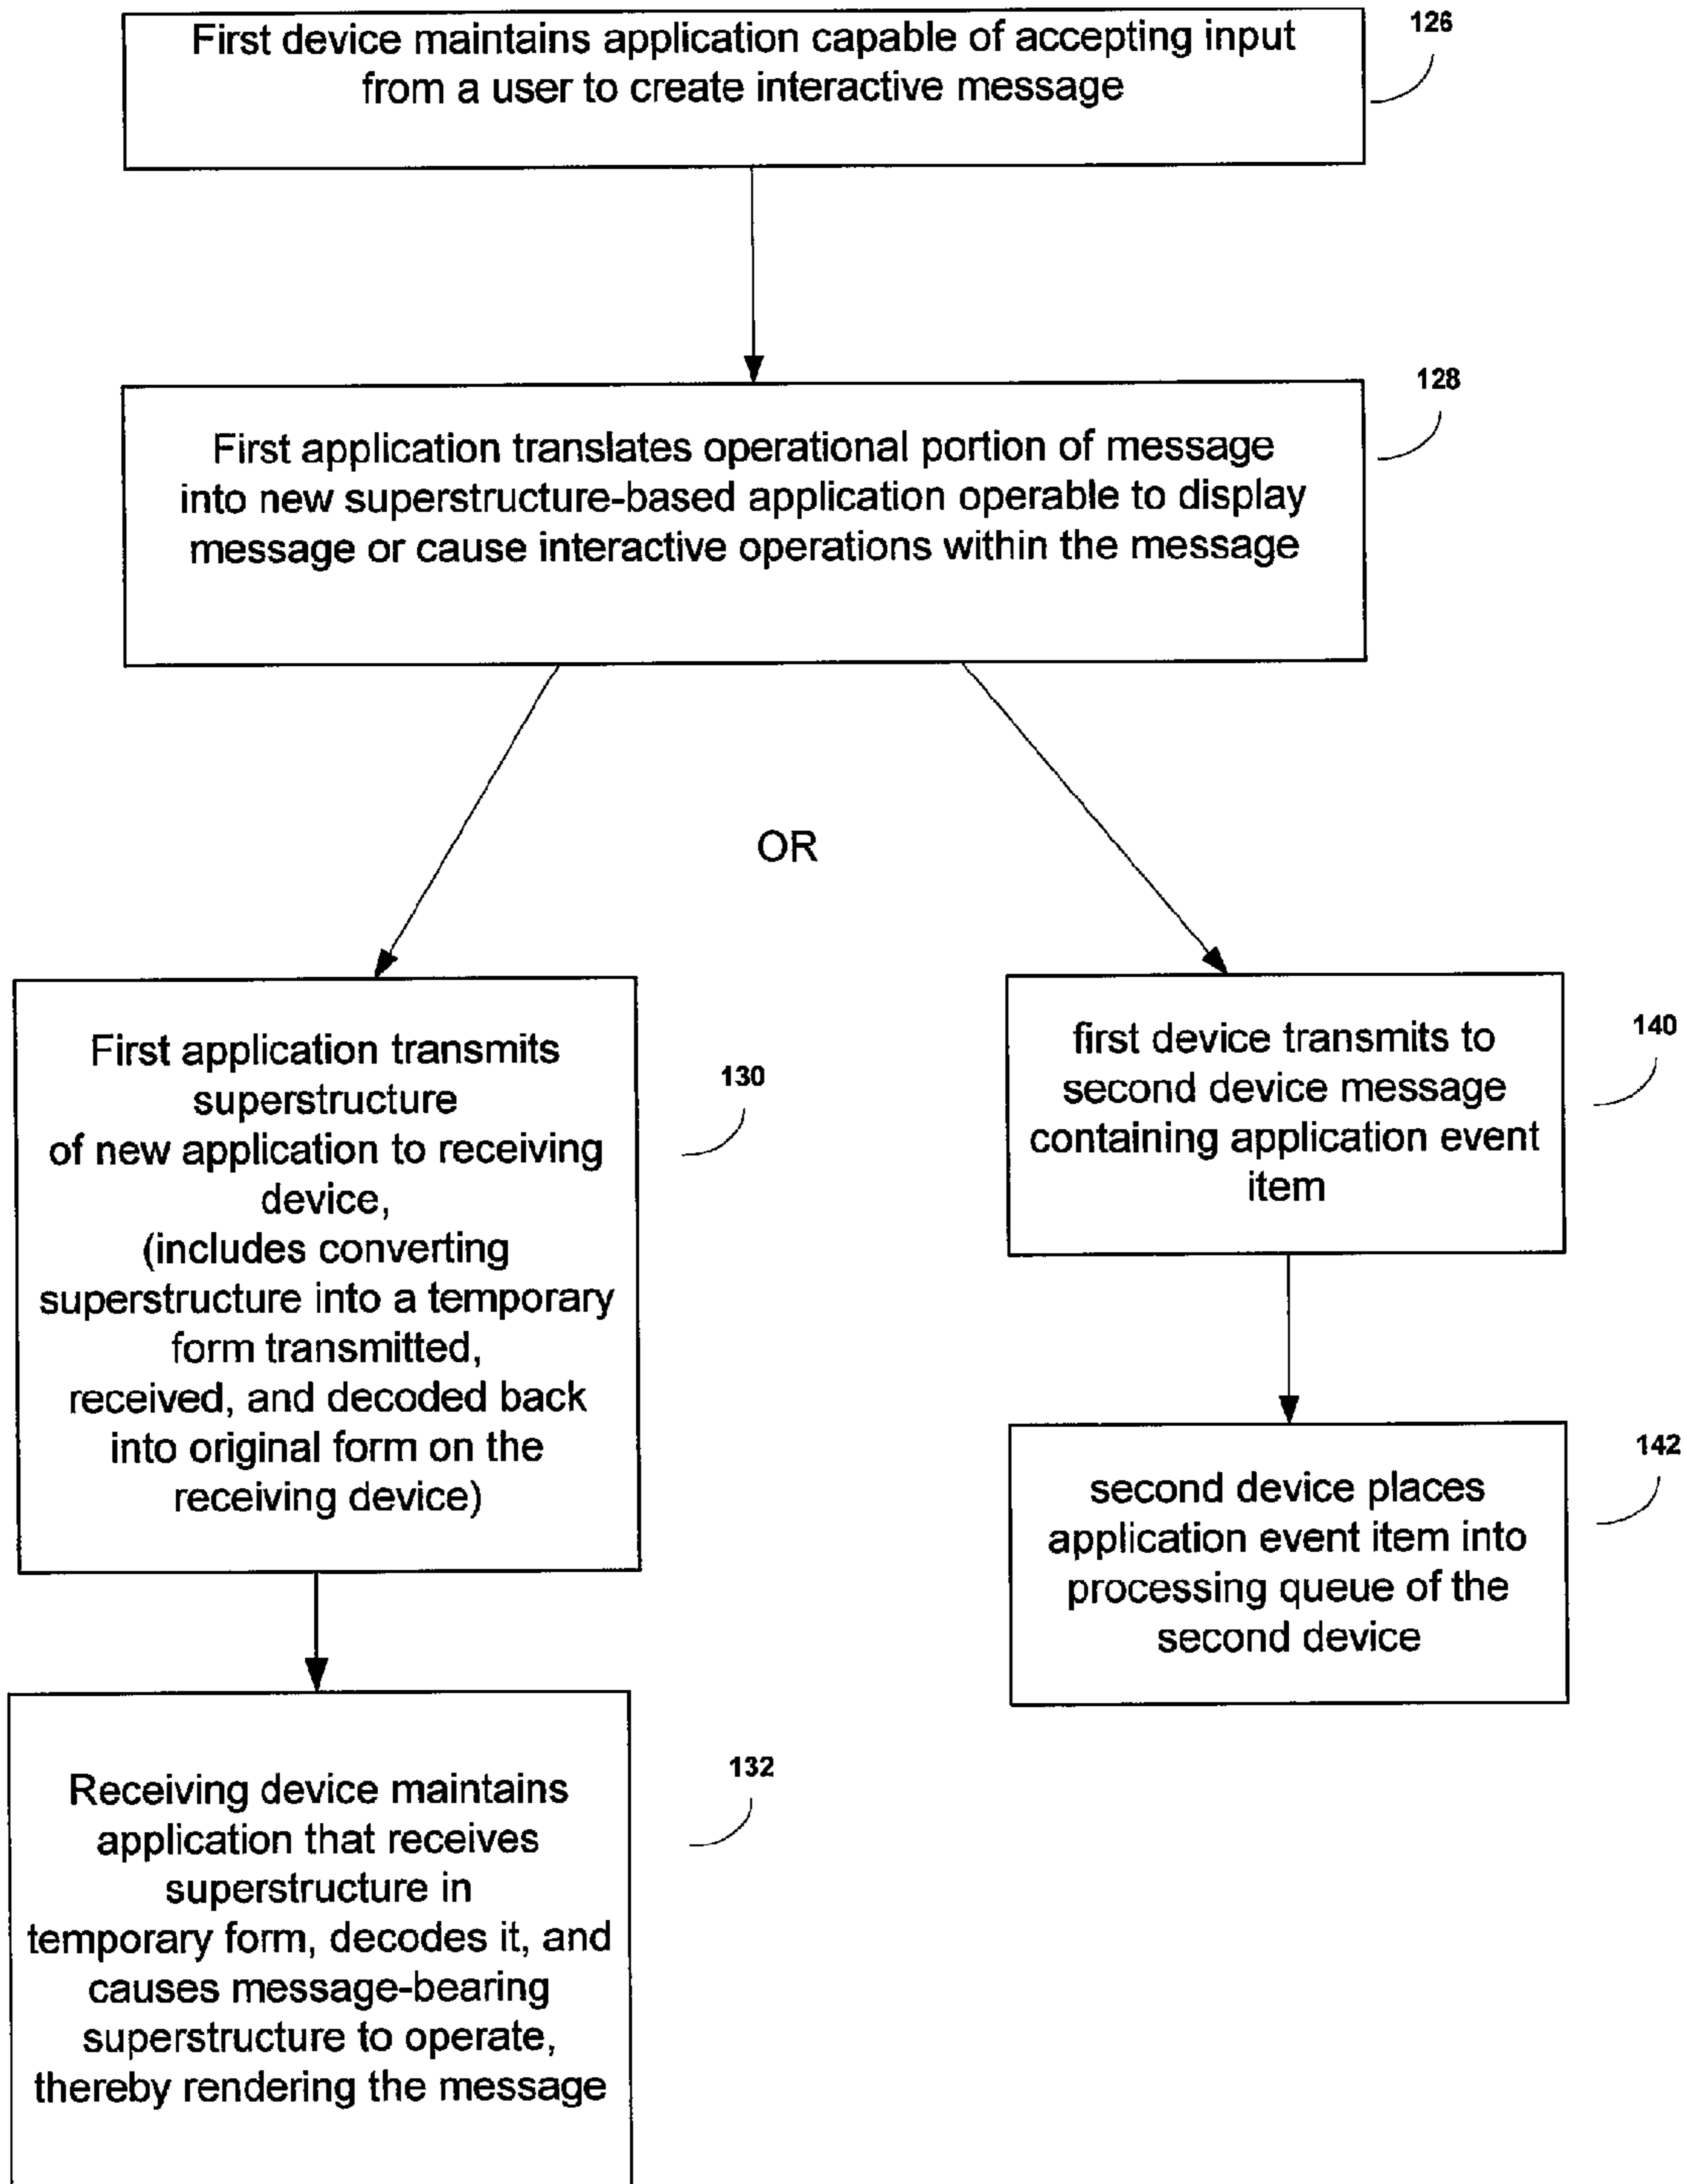 First device maintains application capable of accepting input
from a user to create interactive message
126
First application translates operational portion of message
into new superstructure-based application operable to display
message or cause interactive operations within the message
128
OR
First application transmits
superstructure
of new application to receiving
device,
(includes converting
superstructure into a temporary
form transmitted,
received, and decoded back
into original form on the
receiving device)
130
first device transmits to
second device message
containing application event
item
140
second device places
application event item into
processing queue of the
second device
142
Receiving device maintains
application that receives
superstructure in
temporary form, decodes it, and
causes message-bearing
superstructure to operate,
thereby rendering the message
132